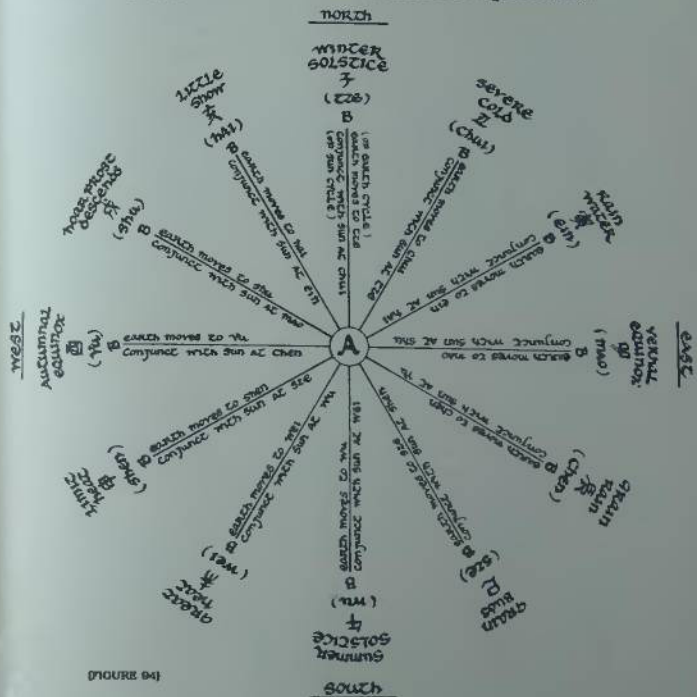 north
winter
solstice
子
(tze)
B
(on earth cycle)
earth moves to tze
conjunct with sun at chui
(on sun cycle)
severe
cold
丑
(chui)
B
earth moves to chui
conjunct with sun at tze
rain
water
寅
(ein)
B
earth moves to ein
conjunct with sun at hai
east
vernal
equinox
卯
(mao)
B
earth moves to mao
conjunct with sun at shu
grain
rain
辰
(chen)
B
earth moves to chen
conjunct with sun at yu
grain
buds
巳
(sze)
B
earth moves to sze
conjunct with sun at shen
south
summer
solstice
午
(wu)
B
earth moves to wu
conjunct with sun at wei
great
heat
未
(wei)
B
earth moves to wei
conjunct with sun at wu
limit
heat
申
(shen)
B
earth moves to shen
conjunct with sun at sze
west
autumnal
equinox
酉
(yu)
B
earth moves to yu
conjunct with sun at chen
hoar frost
descends
戌
(shu)
B
earth moves to shu
conjunct with sun at mao
little
snow
亥
(hai)
B
earth moves to hai
conjunct with sun at ein
A
[FIGURE 94]